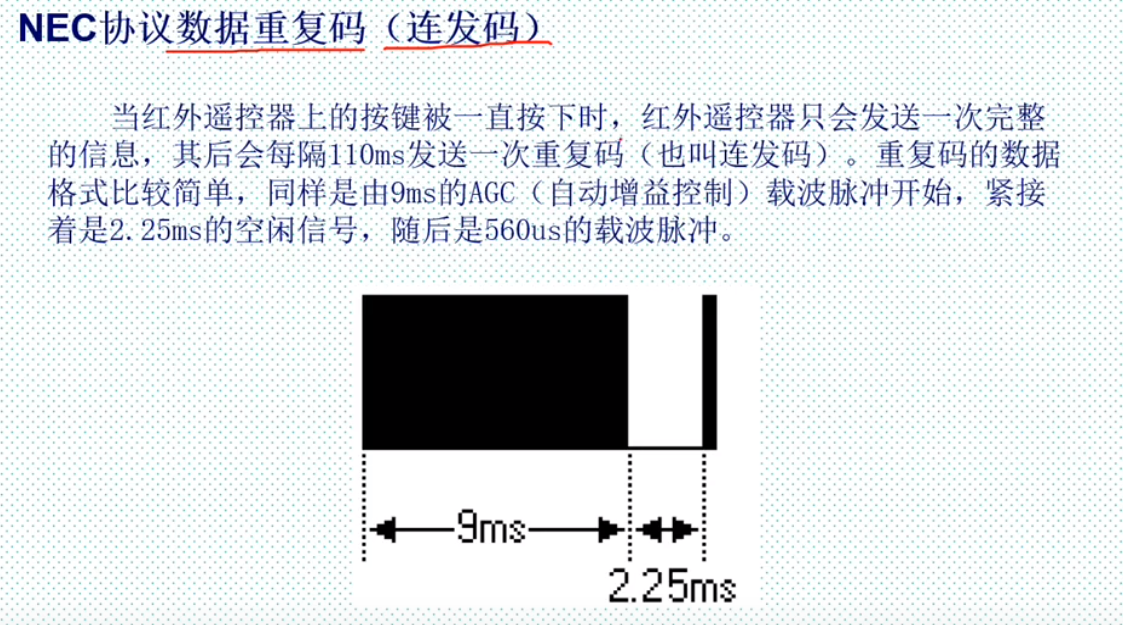 NEC协议数据重复码（连发码）
当红外遥控器上的按键被一直按下时，红外遥控器只会发送一次完整
的信息，其后会每隔110ms发送一次重复码（也叫连发码）。重复码的数据
格式比较简单，同样是由9ms的AGC（自动增益控制）载波脉冲开始，紧接
着是2.25ms的空闲信号，随后是560us的载波脉冲。
9ms
2.25ms